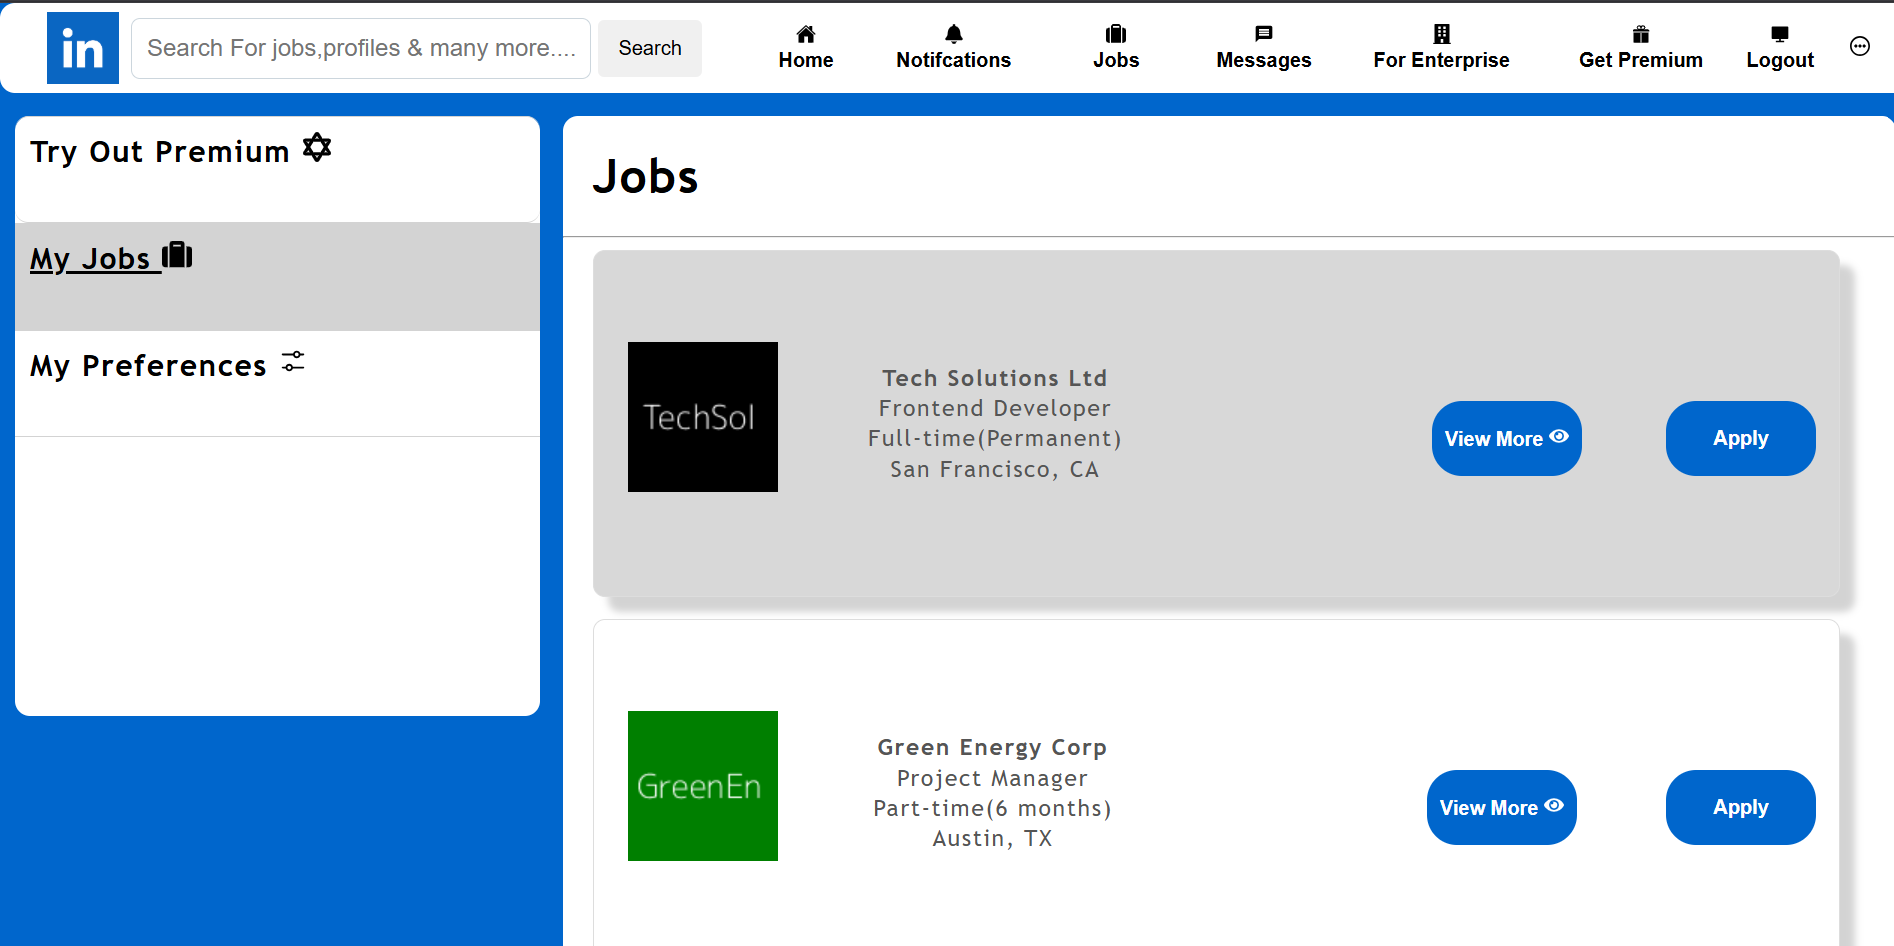 in
Search For jobs,profiles & many more....
Search
Home
Notifcations
Jobs
Messages
For Enterprise
Get Premium
Logout
Try Out Premium
My Jobs
My Preferences
Jobs
TechSol
Tech Solutions Ltd
Frontend Developer
Full-time(Permanent)
San Francisco, CA
View More
Apply
GreenEn
Green Energy Corp
Project Manager
Part-time(6 months)
Austin, TX
View More
Apply